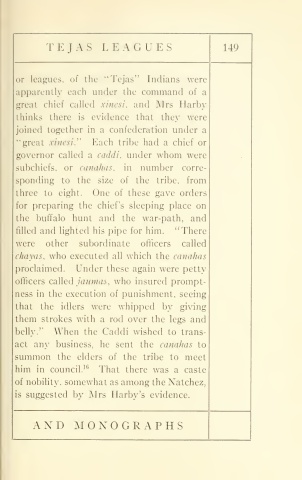 TEJAS LEAGUES 149
or leagues, of the “Tejas” Indians were
apparently each under the command of a
great chief called xinesi, and Mrs Harby
thinks there is evidence that they were
joined together in a confederation under a
“great xinesi.” Each tribe had a chief or
governor called a caddi, under whom were
subchiefs, or canahas, in number corre-
sponding to the size of the tribe, from
three to eight. One of these gave orders
for preparing the chief's sleeping place on
the buffalo hunt and the war-path, and
filled and lighted his pipe for him. “There
were other subordinate officers called
chayas, who executed all which the canahas
proclaimed. Under these again were petty
officers called jaumas, who insured prompt-
ness in the execution of punishment, seeing
that the idlers were whipped by giving
them strokes with a rod over the legs and
belly.” When the Caddi wished to trans-
act any business, he sent the canahas to
summon the elders of the tribe to meet
him in council.16 That there was a caste
of nobility, somewhat as among the Natchez,
is suggested by Mrs Harby's evidence.
AND MONOGRAPHS